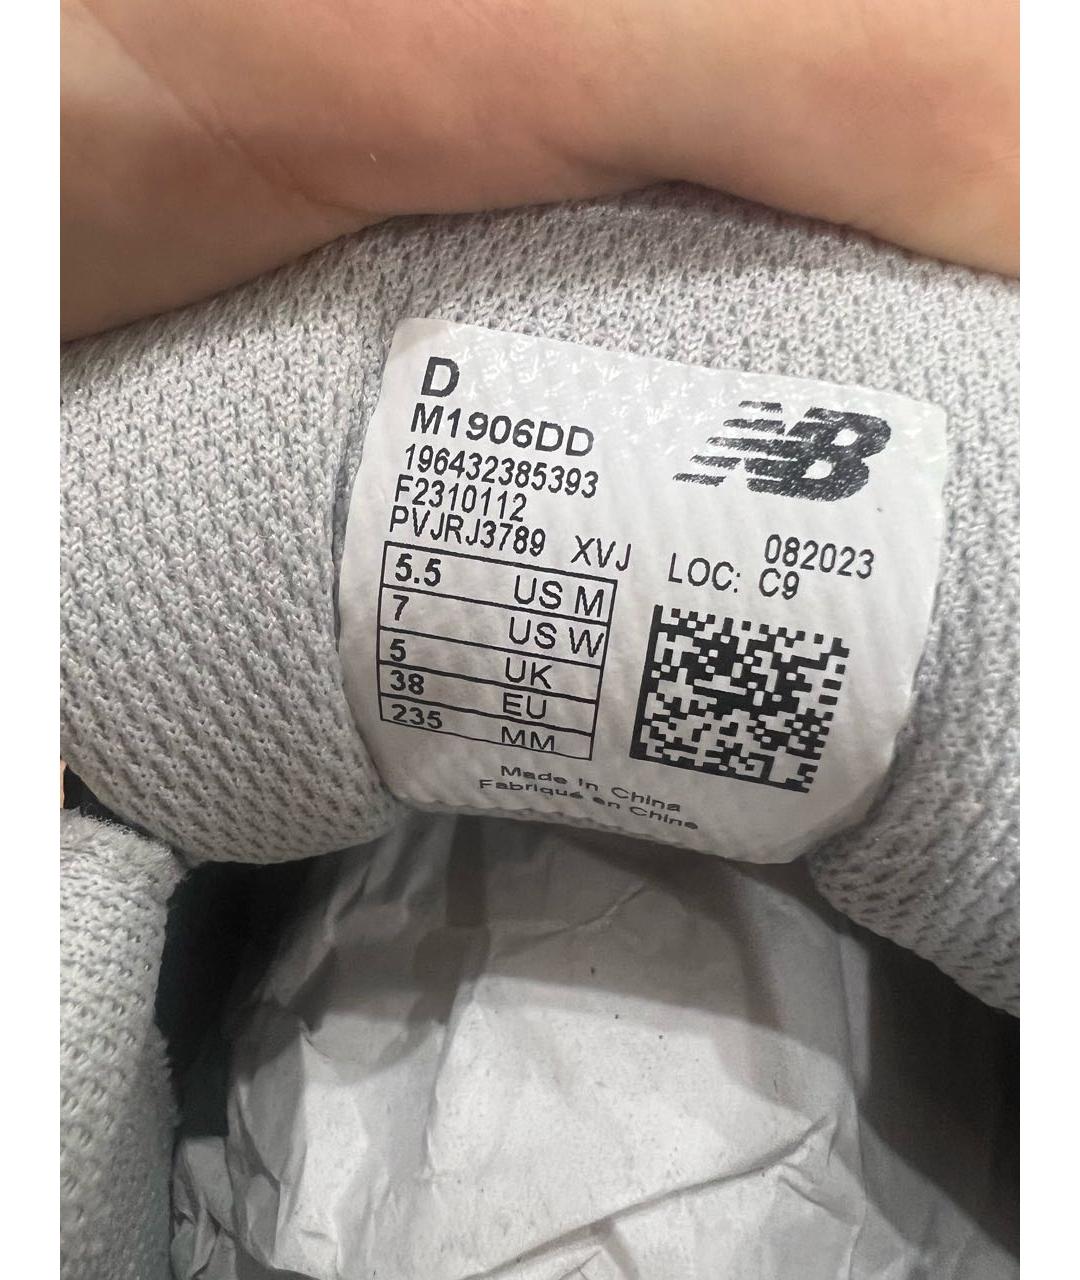 D
M1906DD
196432385393
F2310112
PVJRJ3789 XVJ
NB
082023
LOC: C9
5.5 US M
7 US W
5 UK
38 EU
235 MM
Made in China
Fabriqué en Chine